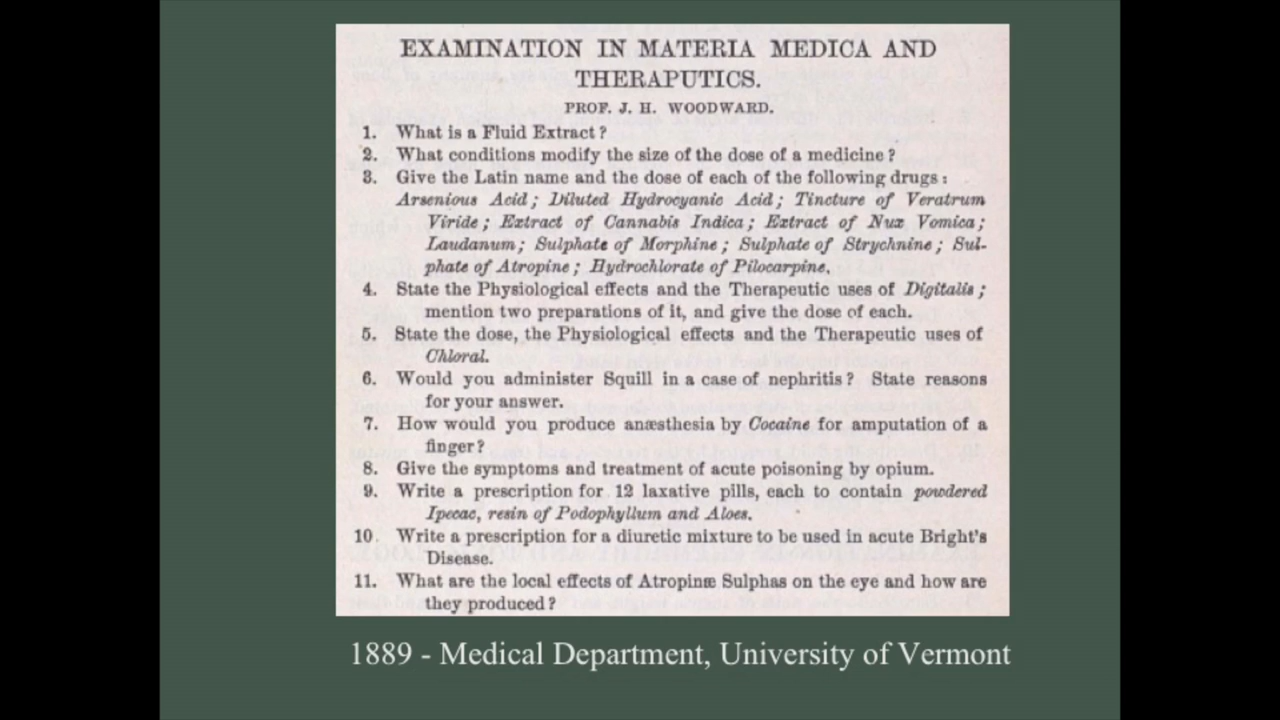 EXAMINATION IN MATERIA MEDICA AND
THERAPUTICS.
PROF. J. H. WOODWARD.
1. What is a Fluid Extract?
2. What conditions modify the size of the dose of a medicine?
3. Give the Latin name and the dose of each of the following drugs:
Arsenious Acid; Diluted Hydrocyanic Acid; Tincture of Veratrum
Viride; Extract of Cannabis Indica; Extract of Nux Vomica;
Laudanum; Sulphate of Morphine; Sulphate of Strychnine; Sul-
phate of Atropine; Hydrochlorate of Pilocarpine.
4. State the Physiological effects and the Therapeutic uses of Digitalis;
mention two preparations of it, and give the dose of each.
5. State the dose, the Physiological effects and the Therapeutic uses of
Chloral.
6. Would you administer Squill in a case of nephritis? State reasons
for your answer.
7. How would you produce anæsthesia by Cocaine for amputation of a
finger?
8. Give the symptoms and treatment of acute poisoning by opium.
9. Write a prescription for 12 laxative pills, each to contain powdered
Ipecac, resin of Podophyllum and Aloes.
10. Write a prescription for a diuretic mixture to be used in acute Bright's
Disease.
11. What are the local effects of Atropinæ Sulphas on the eye and how are
they produced?
1889 - Medical Department, University of Vermont